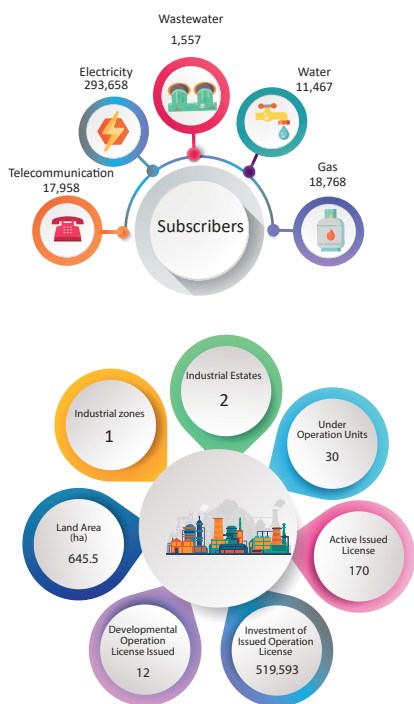 Wastewater
1,557
Electricity
293,658
Water
11,467
Telecommunication
17,958
Gas
18,768
Subscribers
Industrial Estates
2
Industrial zones
1
Under
Operation Units
30
Land Area
(ha)
645.5
Active Issued
License
170
Developmental
Operation
License Issued
12
Investment of
Issued Operation
License
519,593